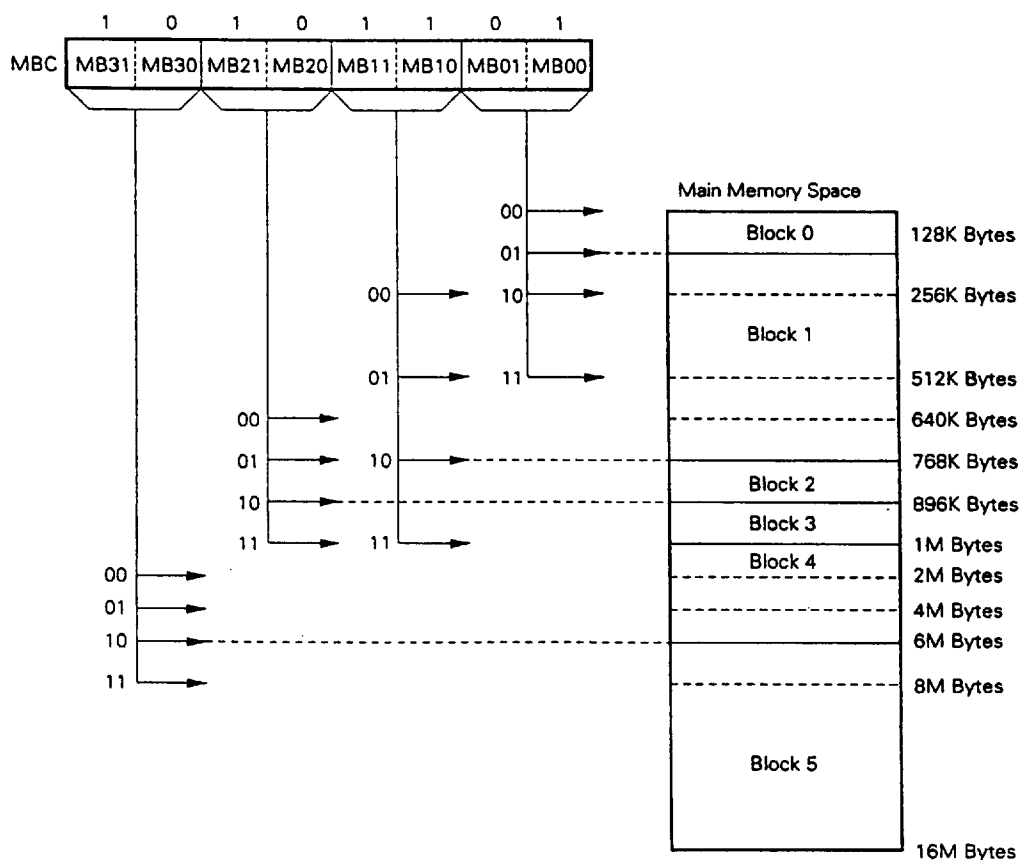 1 0 1 0 1 1 0 1
MBC MB31 MB30 MB21 MB20 MB11 MB10 MB01 MB00
Main Memory Space
00
Block 0
128K Bytes
01
00
10
256K Bytes
Block 1
01
11
512K Bytes
00
640K Bytes
01
10
768K Bytes
Block 2
10
896K Bytes
Block 3
11
11
1M Bytes
Block 4
00
2M Bytes
01
4M Bytes
10
6M Bytes
11
8M Bytes
Block 5
16M Bytes